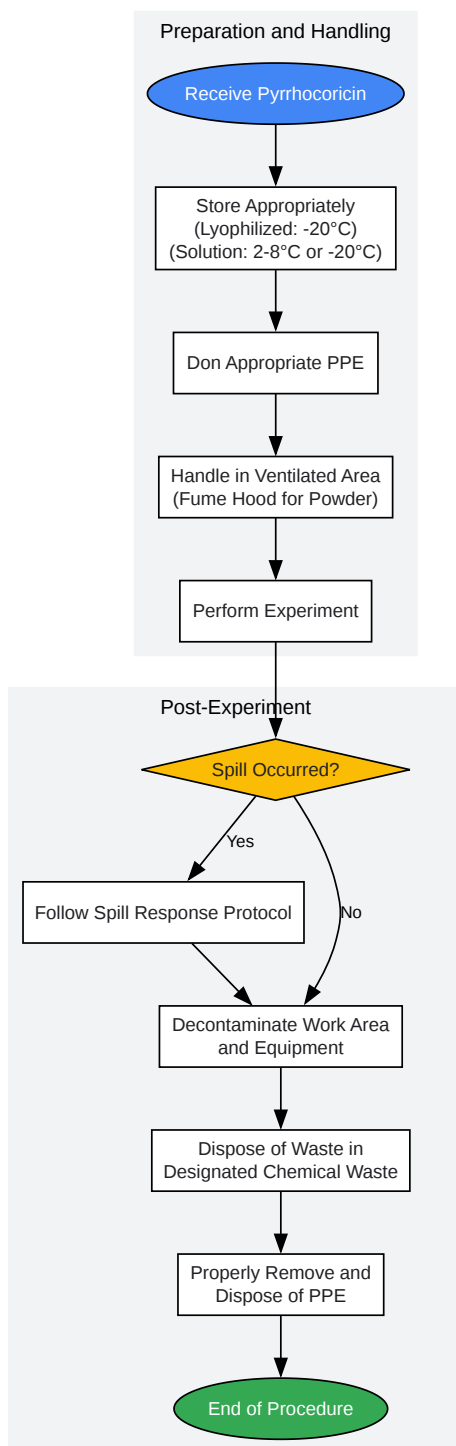 Preparation and Handling
Receive Pyrrhocoricin
Store Appropriately
(Lyophilized: -20°C)
(Solution: 2-8°C or -20°C)
Don Appropriate PPE
Handle in Ventilated Area
(Fume Hood for Powder)
Perform Experiment
Post-Experiment
Spill Occurred?
Yes
Follow Spill Response Protocol
No
Decontaminate Work Area
and Equipment
Dispose of Waste in
Designated Chemical Waste
Properly Remove and
Dispose of PPE
End of Procedure